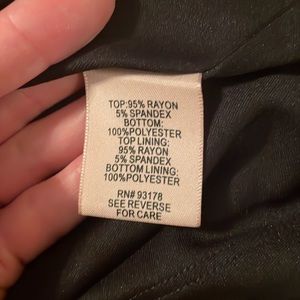 TOP:95% RAYON
5% SPANDEX
BOTTOM:
100%POLYESTER
TOP LINING:
95% RAYON
5% SPANDEX
BOTTOM LINING:
100%POLYESTER
RN# 93178
SEE REVERSE
FOR CARE